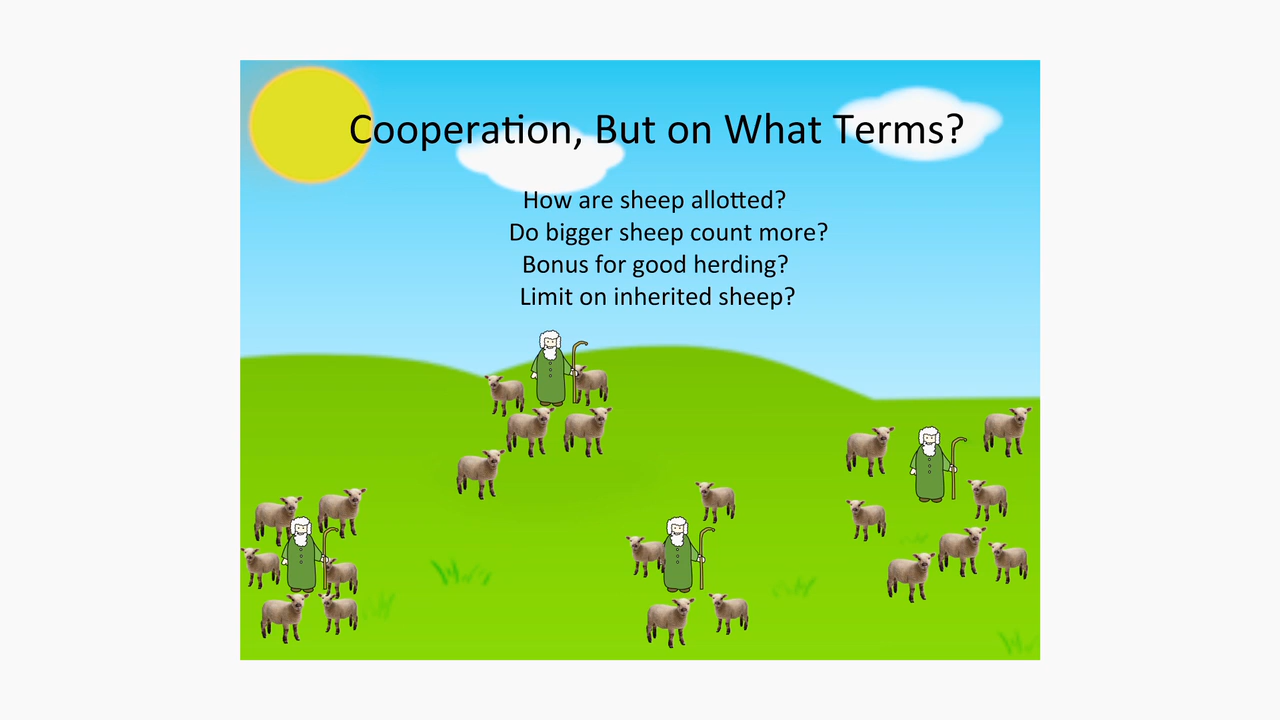 Cooperation, But on What Terms?
How are sheep allotted?
Do bigger sheep count more?
Bonus for good herding?
Limit on inherited sheep?